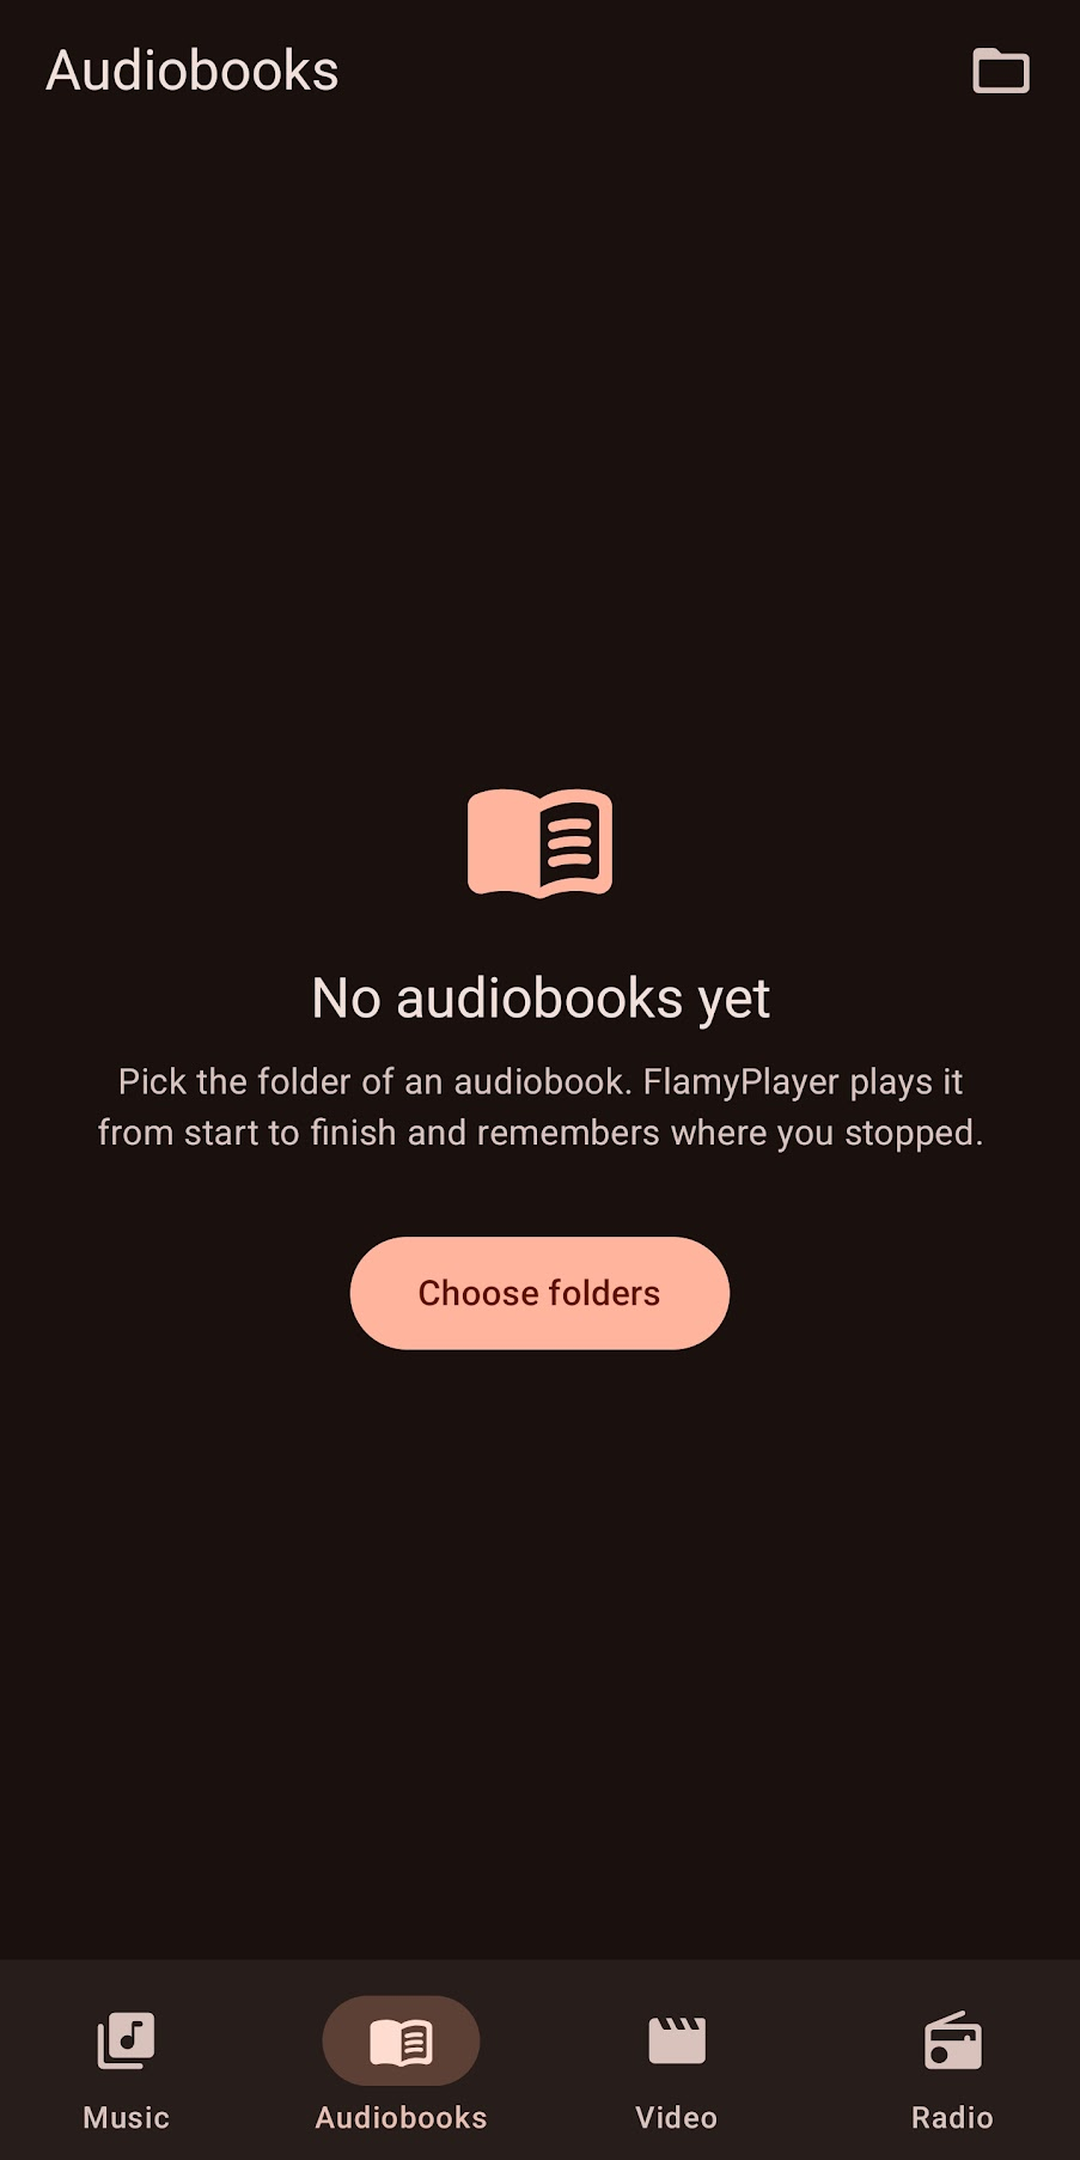 Audiobooks
No audiobooks yet
Pick the folder of an audiobook. FlamyPlayer plays it
from start to finish and remembers where you stopped.
Choose folders
Music
Audiobooks
Video
Radio